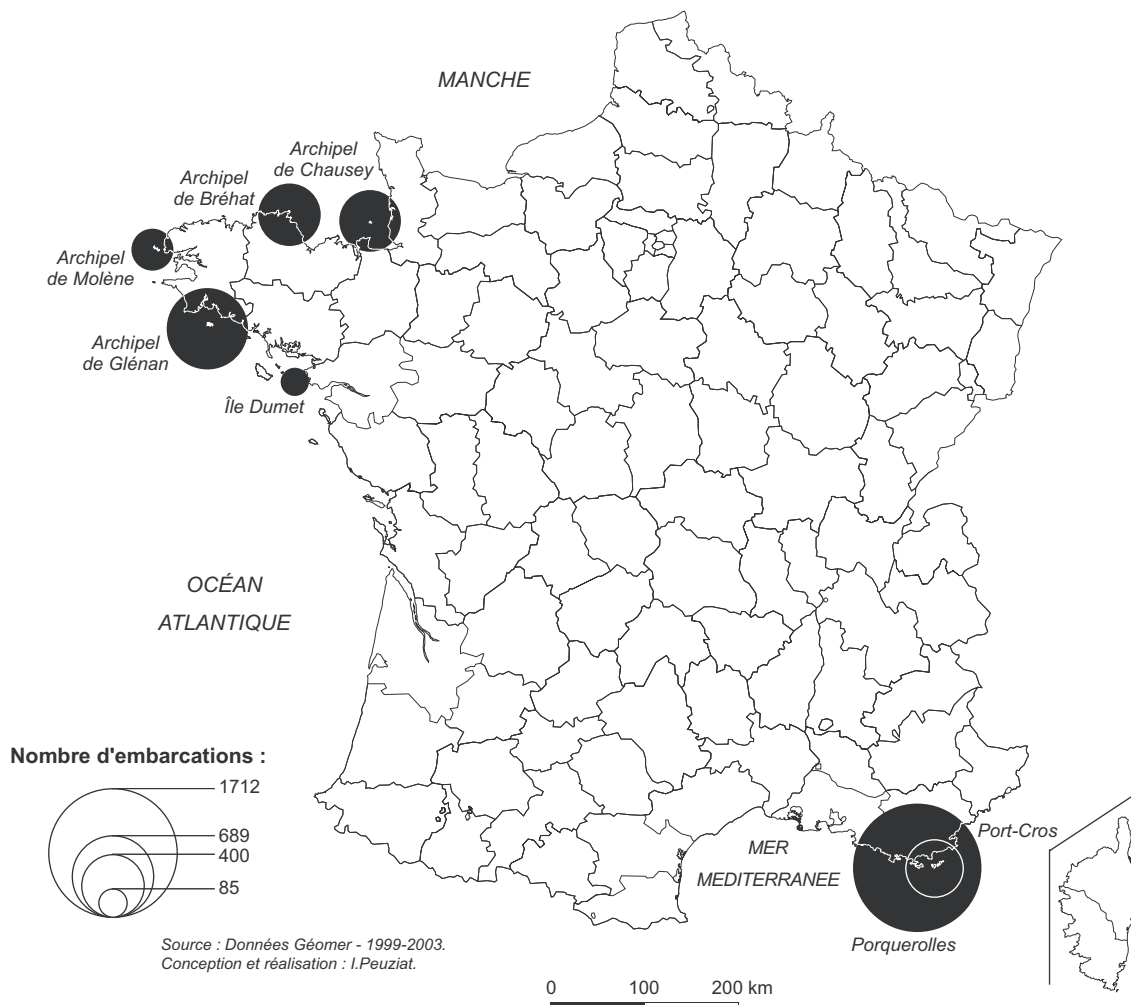 MANCHE
Archipel
de Chausey
Archipel
de Bréhat
Archipel
de Molène
Archipel
de Glénan
Île Dumet
OCÉAN
ATLANTIQUE
Nombre d'embarcations :
1712
689
400
85
Port-Cros
MER
MEDITERRANEE
Porquerolles
Source : Données Géomer - 1999-2003.
Conception et réalisation : I.Peuziat.
0 100 200 km